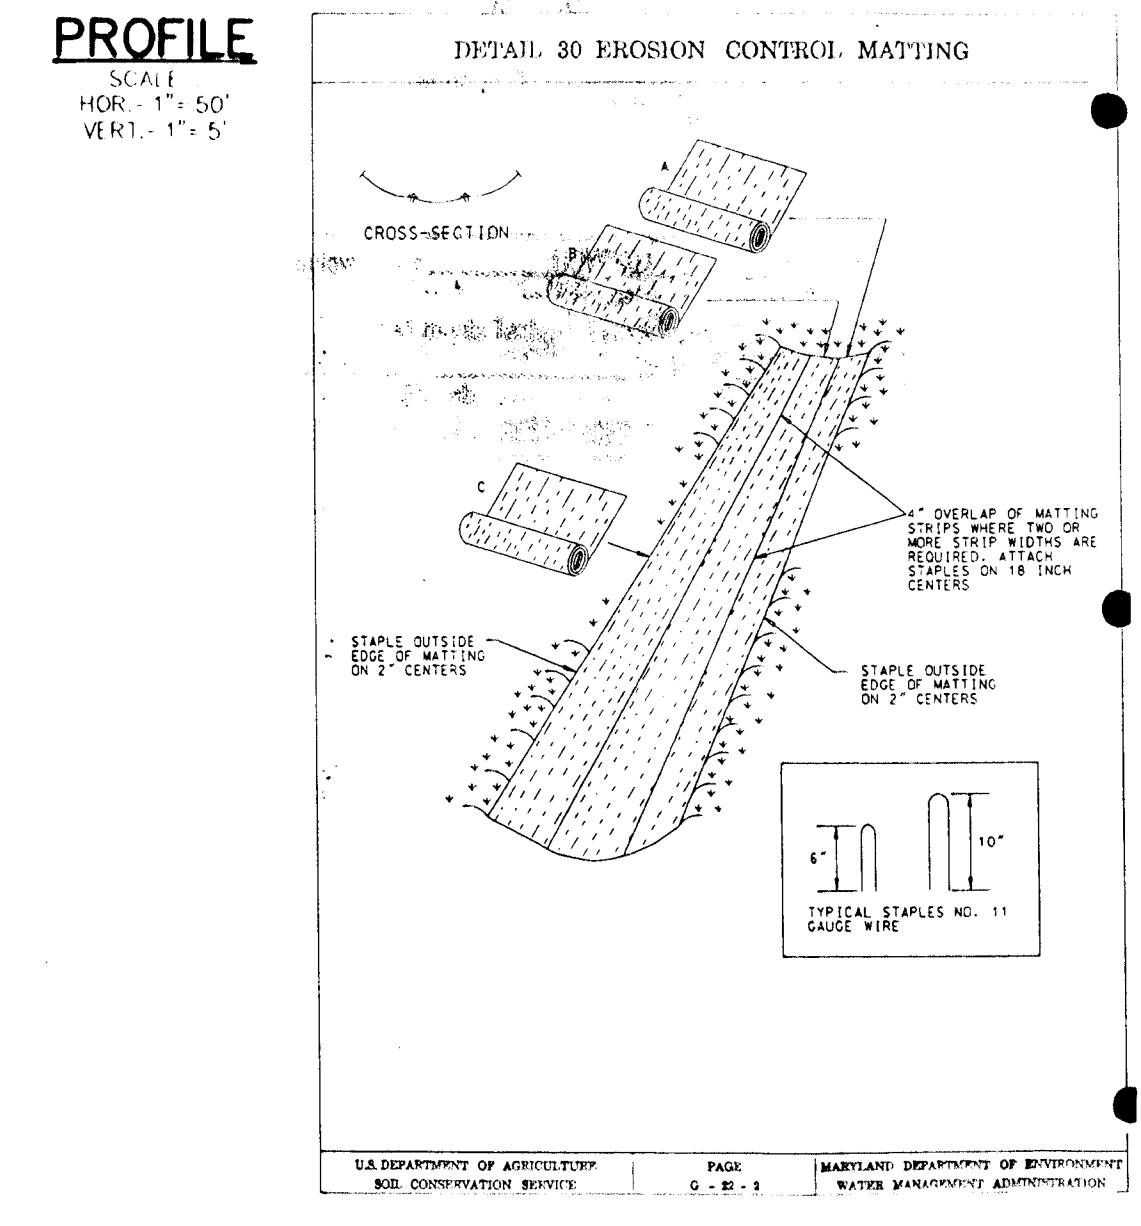 PROFILE
SCALE
HOR.- 1"= 50'
VERT.- 1"= 5'
DETAIL 30 EROSION CONTROL MATTING
A
CROSS-SECTION
B
C
4" OVERLAP OF MATTING
STRIPS WHERE TWO OR
MORE STRIP WIDTHS ARE
REQUIRED. ATTACH
STAPLES ON 18 INCH
CENTERS
STAPLE OUTSIDE
EDGE OF MATTING
ON 2" CENTERS
STAPLE OUTSIDE
EDGE OF MATTING
ON 2" CENTERS
6"
10"
TYPICAL STAPLES NO. 11
GAUGE WIRE
U.S. DEPARTMENT OF AGRICULTURE
SOIL CONSERVATION SERVICE
PAGE
G - 22 - 2
MARYLAND DEPARTMENT OF ENVIRONMENT
WATER MANAGEMENT ADMINISTRATION